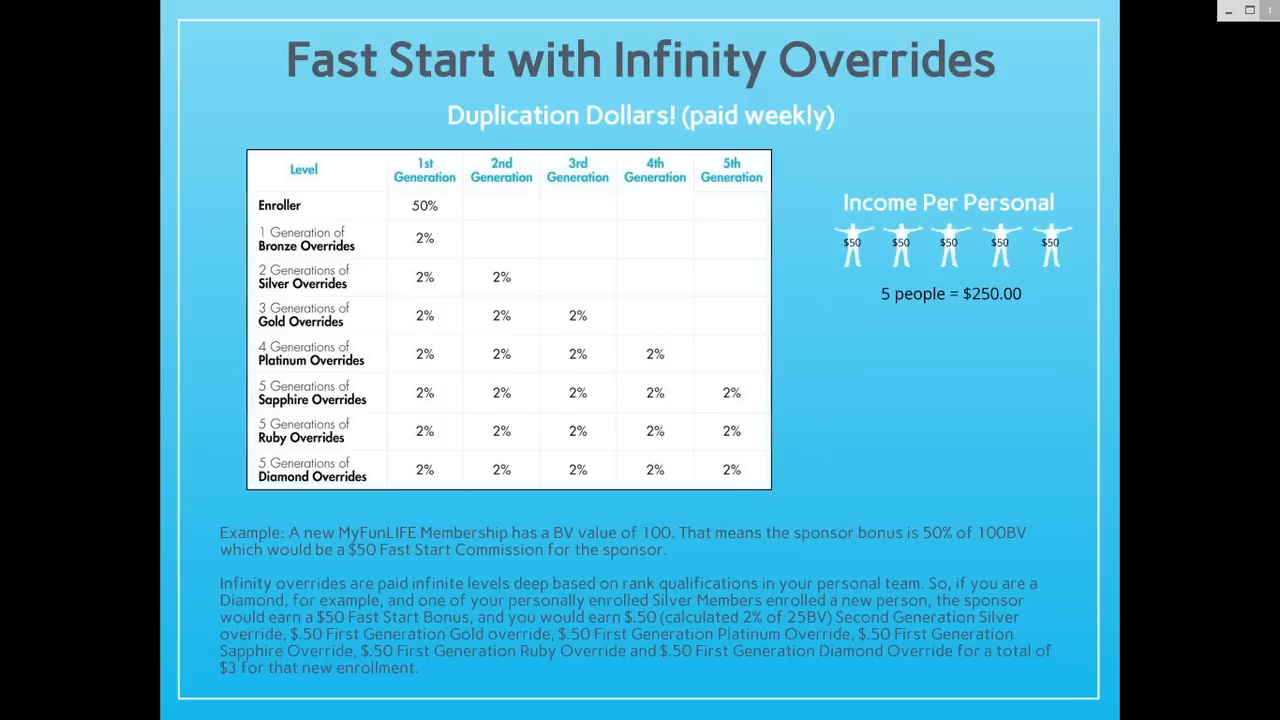 Fast Start with Infinity Overrides
Duplication Dollars! (paid weekly)
Level 1st Generation 2nd Generation 3rd Generation 4th Generation 5th Generation
Enroller 50%
1 Generation of Bronze Overrides 2%
2 Generations of Silver Overrides 2% 2%
3 Generations of Gold Overrides 2% 2% 2%
4 Generations of Platinum Overrides 2% 2% 2% 2%
5 Generations of Sapphire Overrides 2% 2% 2% 2% 2%
5 Generations of Ruby Overrides 2% 2% 2% 2% 2%
5 Generations of Diamond Overrides 2% 2% 2% 2% 2%
Income Per Personal
$50 $50 $50 $50 $50
5 people = $250.00
Example: A new MyFunLIFE Membership has a BV value of 100. That means the sponsor bonus is 50% of 100BV
which would be a $50 Fast Start Commission for the sponsor.
Infinity overrides are paid infinite levels deep based on rank qualifications in your personal team. So, if you are a
Diamond, for example, and one of your personally enrolled Silver Members enrolled a new person, the sponsor
would earn a $50 Fast Start Bonus, and you would earn $.50 (calculated 2% of 25BV) Second Generation Silver
override, $.50 First Generation Gold override, $.50 First Generation Platinum Override, $.50 First Generation
Sapphire Override, $.50 First Generation Ruby Override and $.50 First Generation Diamond Override for a total of
$3 for that new enrollment.